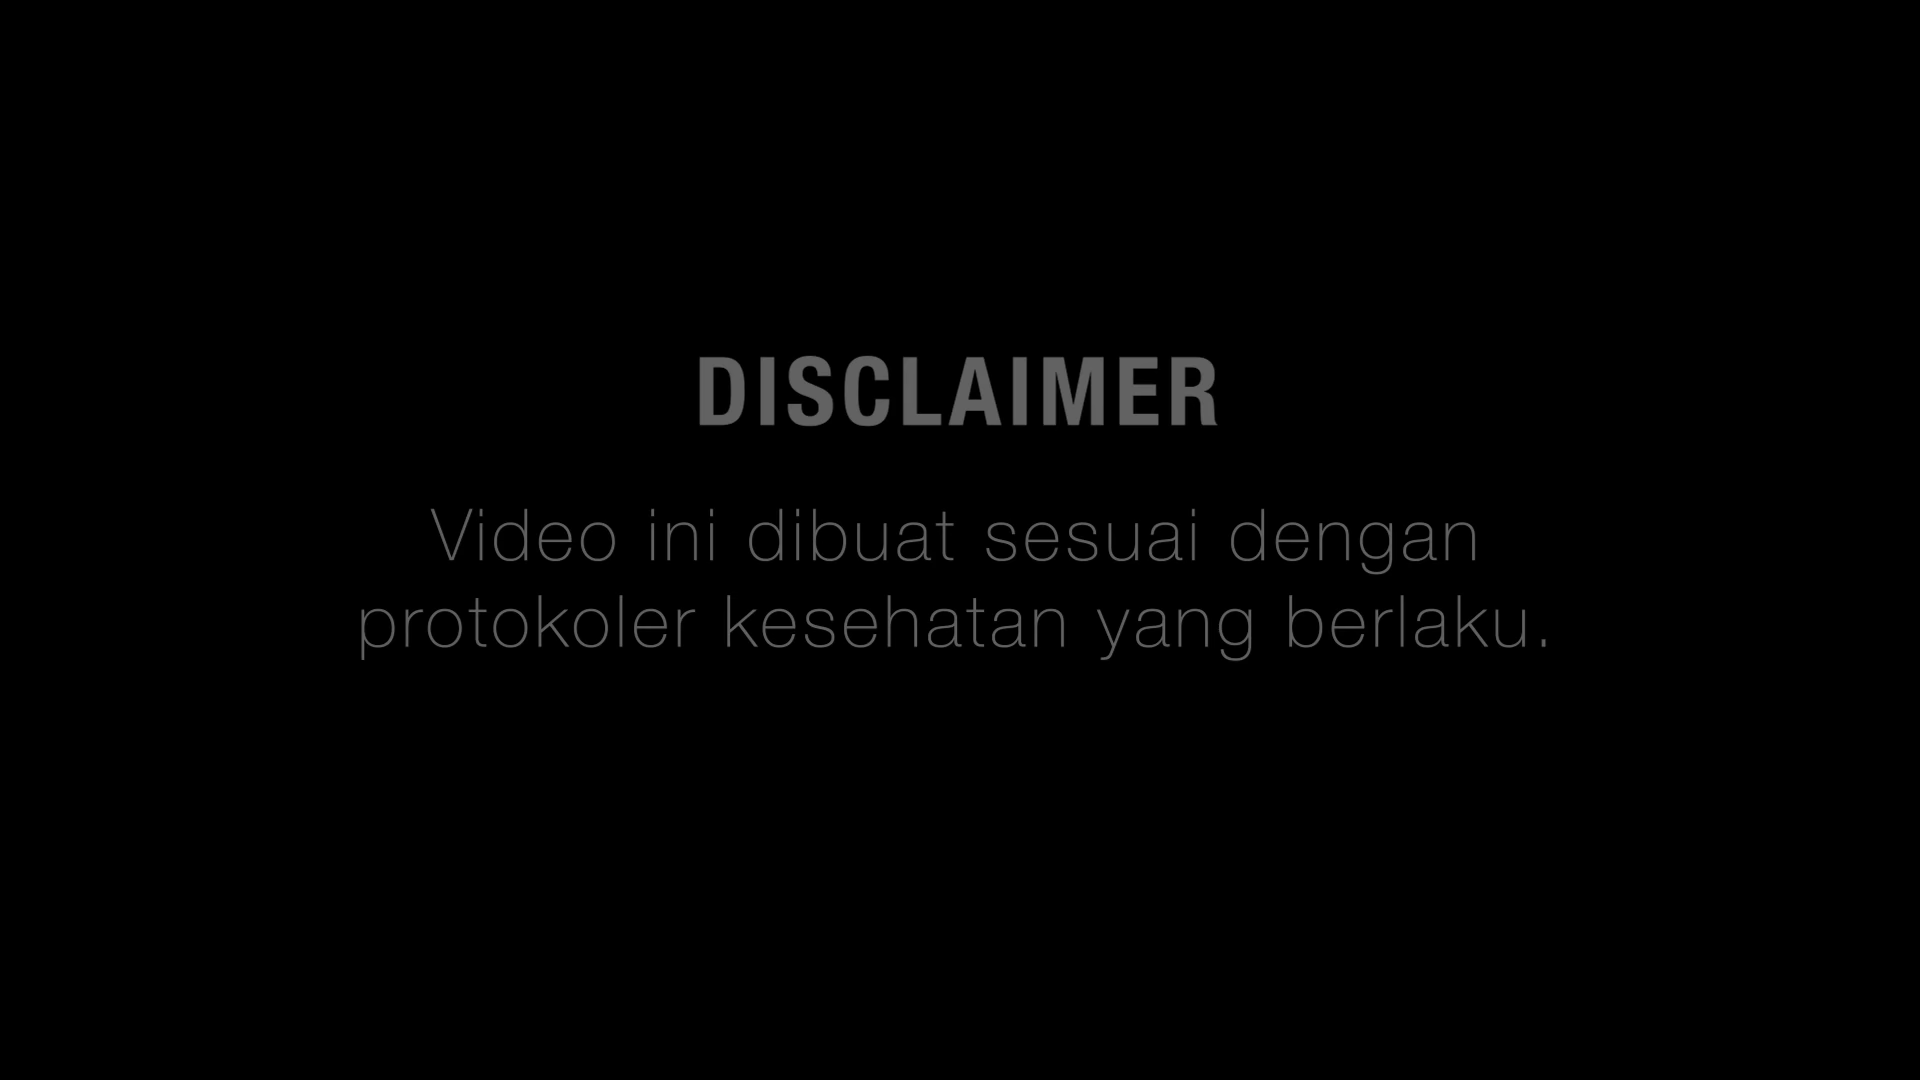 DISCLAIMER
Video ini dibuat sesuai dengan
protokoler kesehatan yang berlaku.